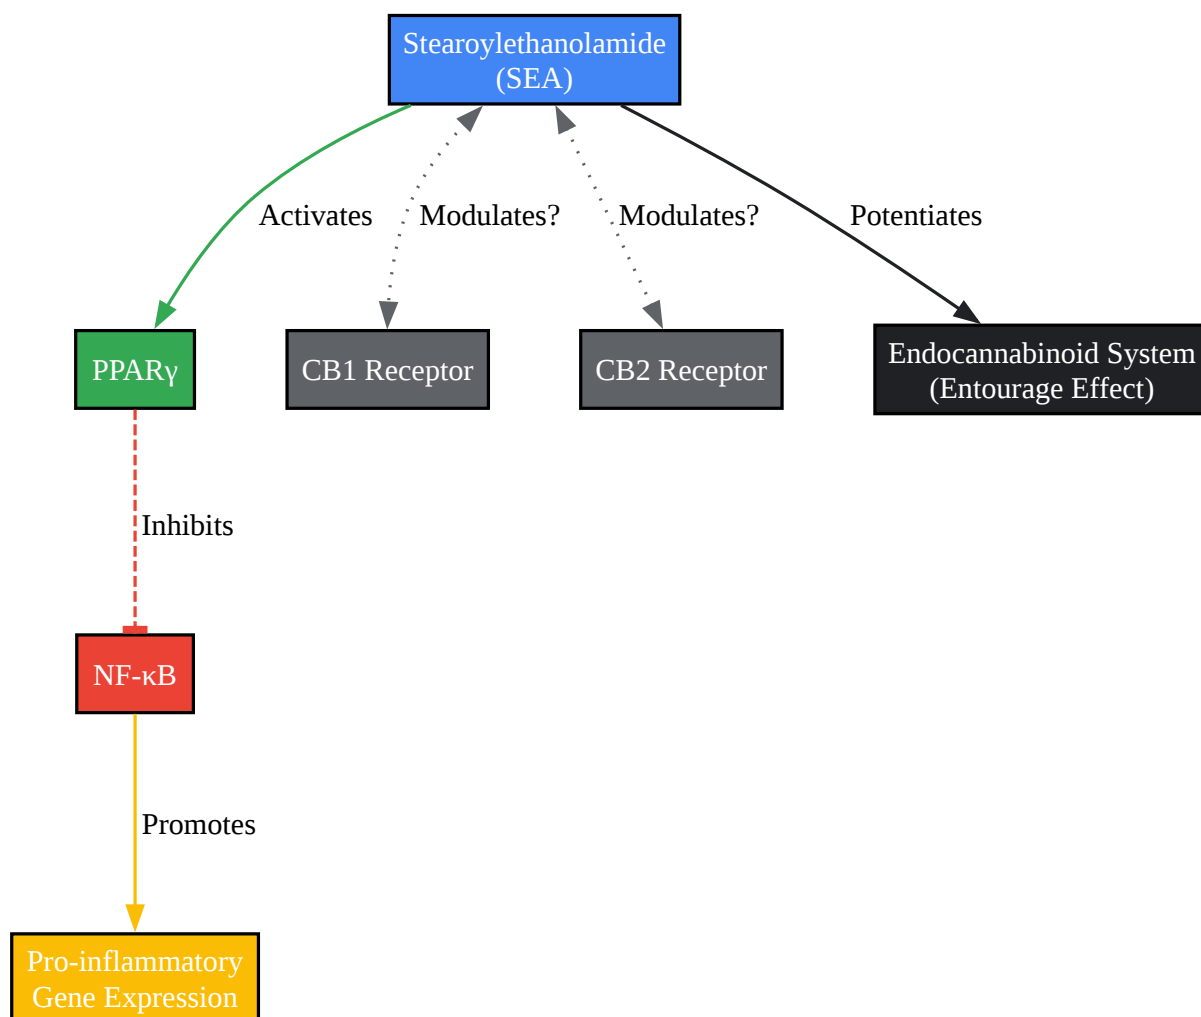 Stearoylethanolamide
(SEA)
Activates
Modulates?
Modulates?
Potentiates
PPARγ
CB1 Receptor
CB2 Receptor
Endocannabinoid System
(Entourage Effect)
Inhibits
NF-κB
Promotes
Pro-inflammatory
Gene Expression